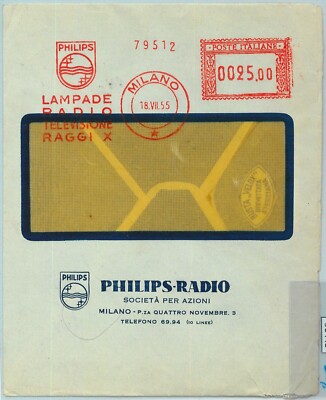 79512
PHILIPS
POSTE ITALIANE
0025,00
MILANO
18.VII.55
LAMPADE
RADIO
TELEVISIONE
RAGGI X
PHILIPS
PHILIPS-RADIO
SOCIETÀ PER AZIONI
MILANO - P.ZA QUATTRO NOVEMBRE, 3
TELEFONO 69.94 (30 LINEE)